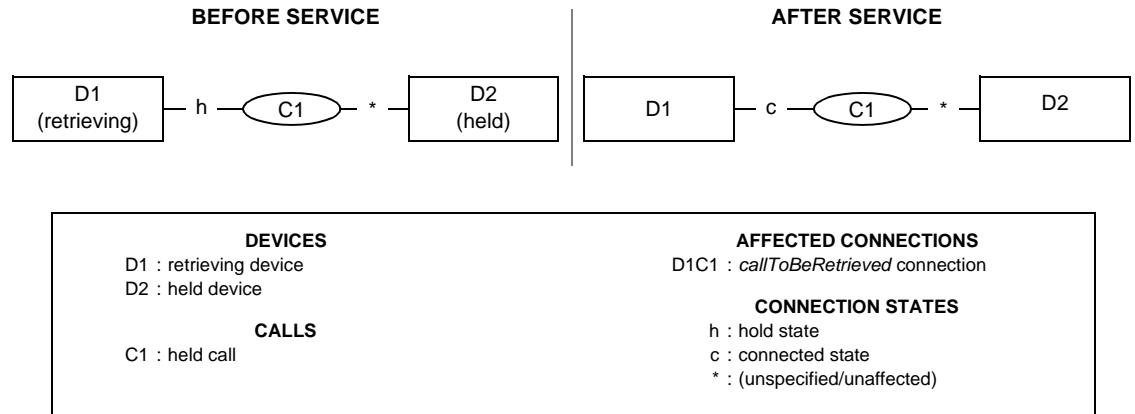 BEFORE SERVICE
AFTER SERVICE
D1
(retrieving)
h
C1
*
D2
(held)
D1
c
C1
*
D2
DEVICES
D1 : retrieving device
D2 : held device
CALLS
C1 : held call
AFFECTED CONNECTIONS
D1C1 : callToBeRetrieved connection
CONNECTION STATES
h : hold state
c : connected state
* : (unspecified/unaffected)